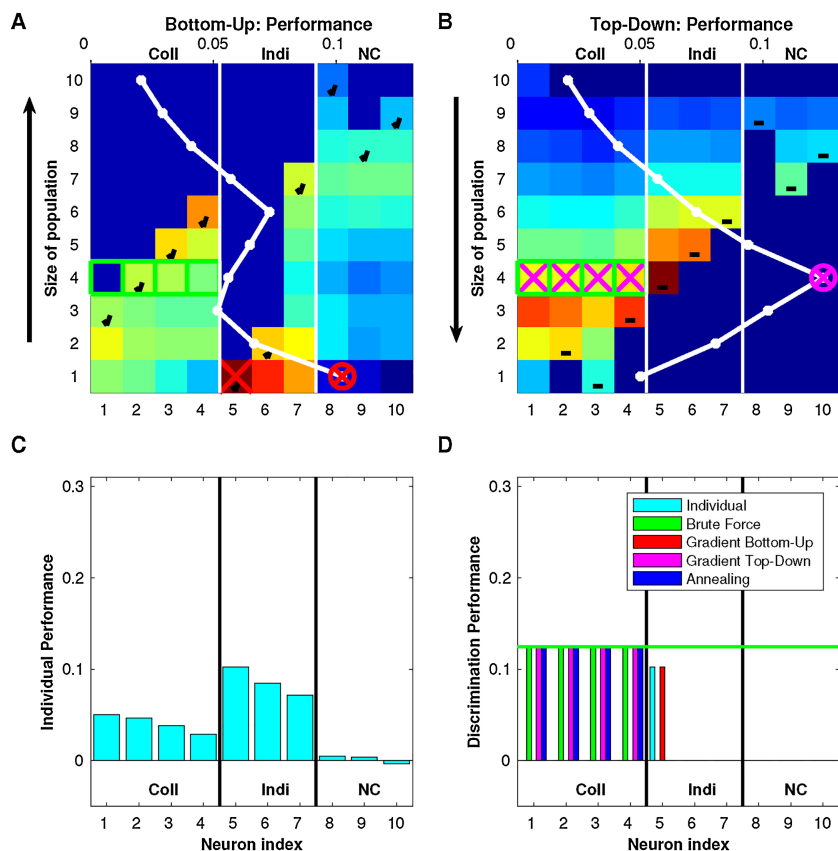 A
Bottom-Up: Performance
0 0.05 0.1
Coll Indi NC
10
9
8
7
6
5
4
3
2
1
Size of population
1 2 3 4 5 6 7 8 9 10
B
Top-Down: Performance
0 0.05 0.1
Coll Indi NC
10
9
8
7
6
5
4
3
2
1
Size of population
1 2 3 4 5 6 7 8 9 10
C
0.3
0.2
0.1
0
Individual Performance
Coll Indi NC
1 2 3 4 5 6 7 8 9 10
Neuron index
D
0.3
0.2
0.1
0
Discrimination Performance
Individual
Brute Force
Gradient Bottom-Up
Gradient Top-Down
Annealing
Coll Indi NC
1 2 3 4 5 6 7 8 9 10
Neuron index